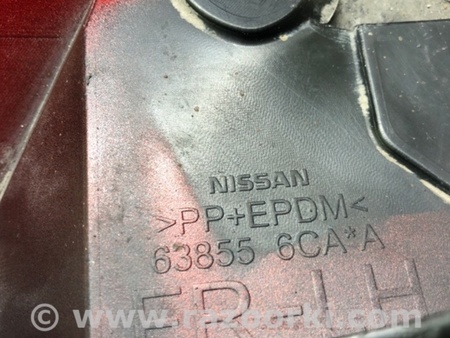 NISSAN
>PP+EPDM<
63855 6CA*A
FR-LH
© www.razborki.com